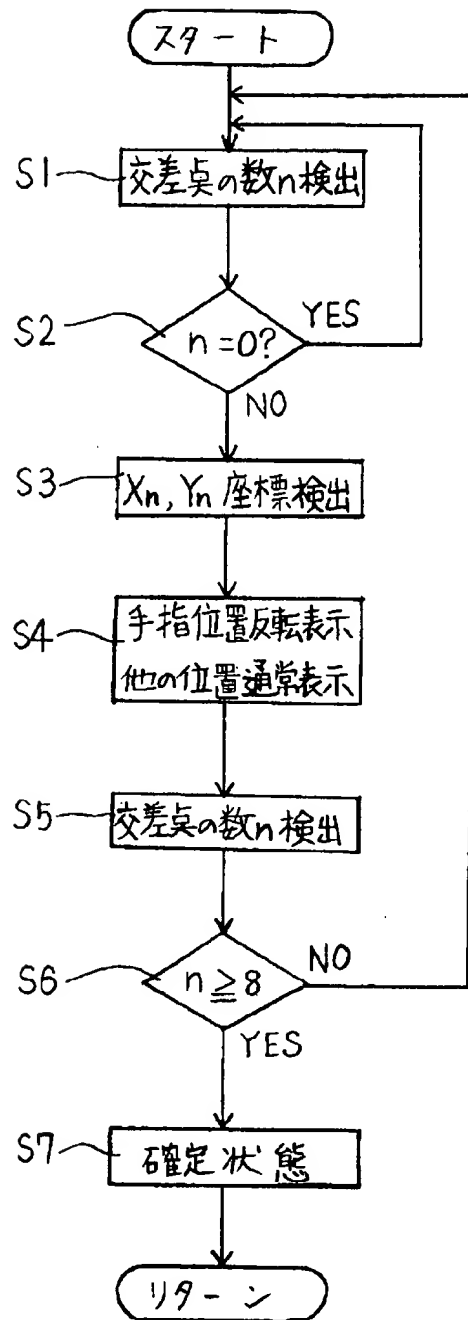 スタート
S1
交差点の数n検出
S2
n=0?
YES
NO
S3
Xn, Yn 座標検出
S4
手指位置反転表示
他の位置通常表示
S5
交差点の数n検出
S6
n≧8
NO
YES
S7
確定状態
リターン